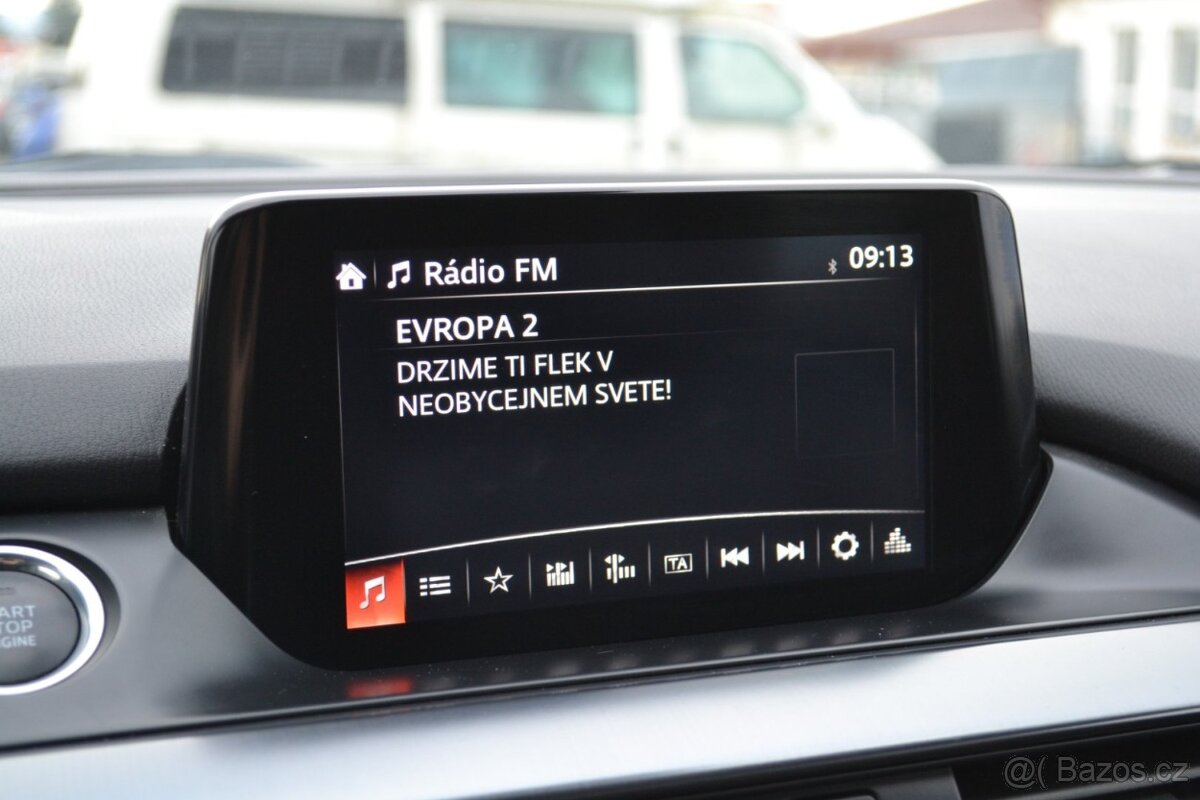 Rádio FM
09:13
EVROPA 2
DRZIME TI FLEK V
NEOBYCEJNEM SVETE!
TA
START
STOP
ENGINE
@( Bazos.cz